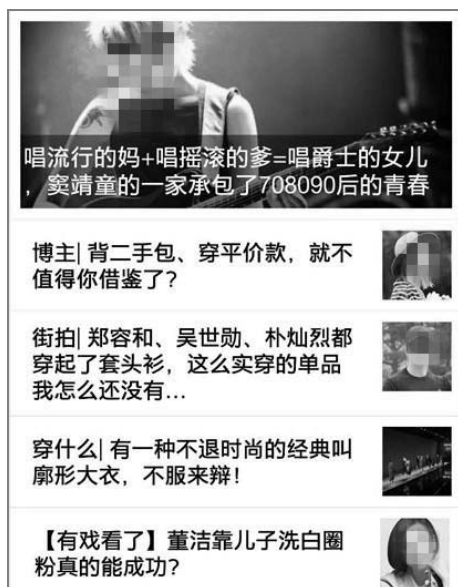 唱流行的妈+唱摇滚的爹=唱爵士的女儿
，窦靖童的一家承包了708090后的青春
博主| 背二手包、穿平价款，就不
值得你借鉴了？
街拍| 郑容和、吴世勋、朴灿烈都
穿起了套头衫，这么实穿的单品
我怎么还没有...
穿什么| 有一种不退时尚的经典叫
廓形大衣，不服来辩！
【有戏看了】董洁靠儿子洗白圈
粉真的能成功？